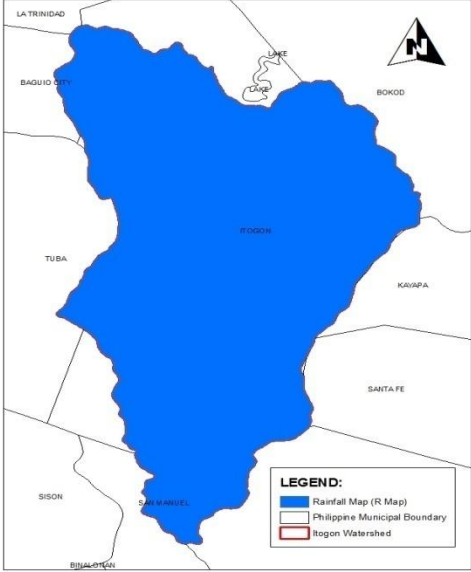 LA TRINIDAD
LAKE
N
BAGUIO CITY
LAKE
BOKOD
ITOGON
TUBA
KAYAPA
SANTA FE
LEGEND:
Rainfall Map (R Map)
Philippine Municipal Boundary
Itogon Watershed
SISON
SAN MANUEL
BINALONAN